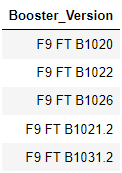 Booster_Version
F9 FT B1020
F9 FT B1022
F9 FT B1026
F9 FT B1021.2
F9 FT B1031.2